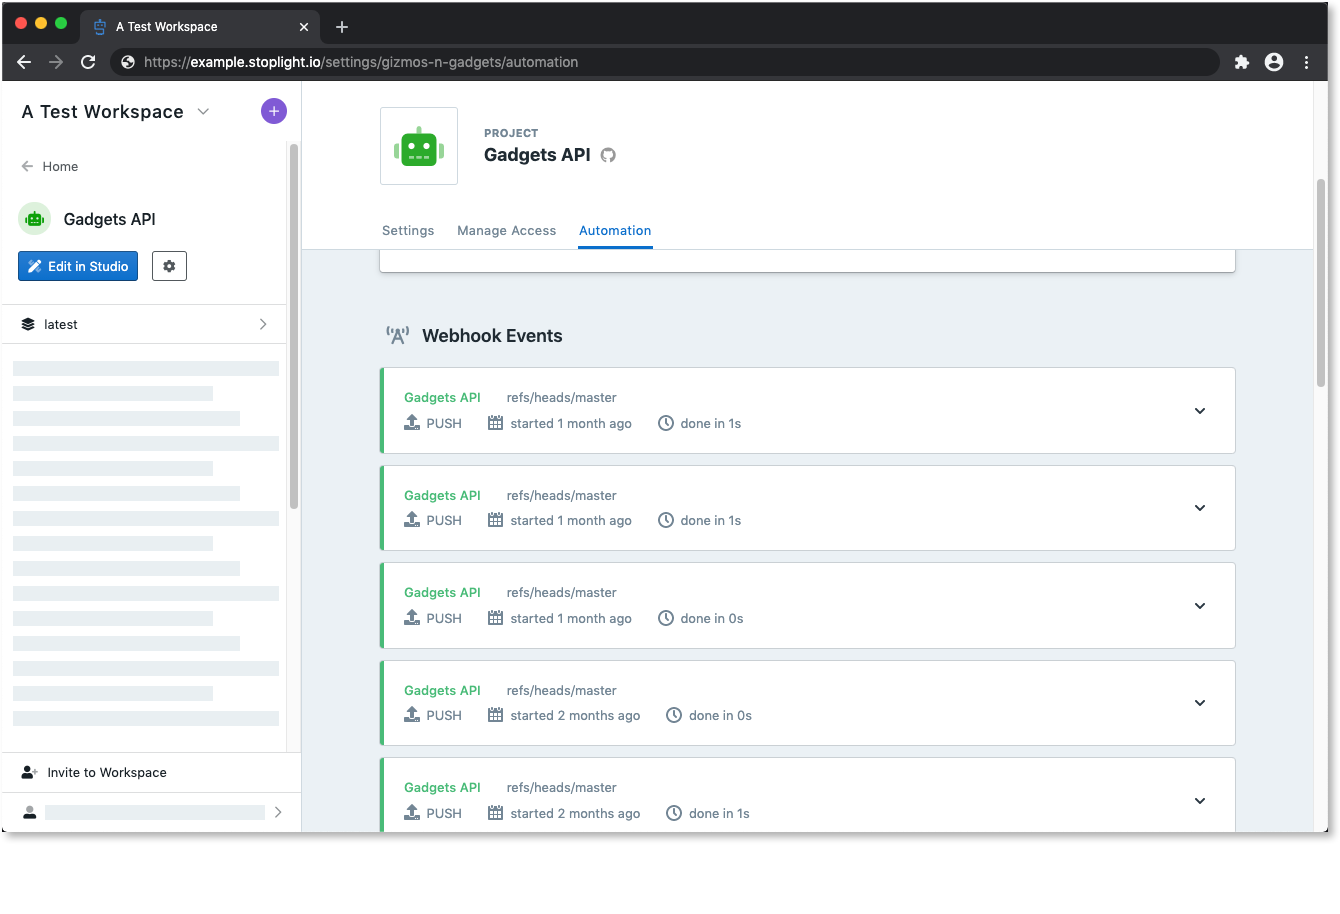 A Test Workspace
https://example.stoplight.io/settings/gizmos-n-gadgets/automation
A Test Workspace
Home
Gadgets API
Edit in Studio
latest
Invite to Workspace
PROJECT
Gadgets API
Settings Manage Access Automation
Webhook Events
Gadgets API refs/heads/master
PUSH started 1 month ago done in 1s
Gadgets API refs/heads/master
PUSH started 1 month ago done in 1s
Gadgets API refs/heads/master
PUSH started 1 month ago done in 0s
Gadgets API refs/heads/master
PUSH started 2 months ago done in 0s
Gadgets API refs/heads/master
PUSH started 2 months ago done in 1s